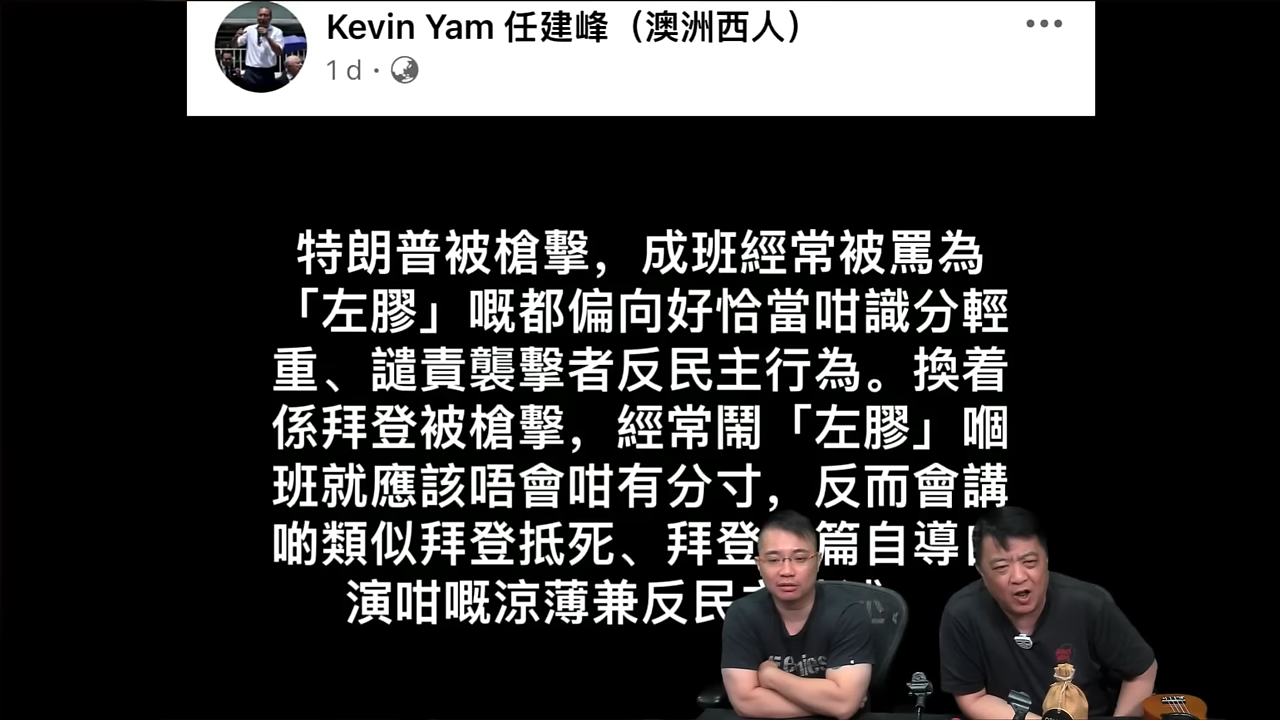 Kevin Yam 任建峰（澳洲西人）
1 d ·
特朗普被槍擊，成班經常被罵為
「左膠」嘅都偏向好恰當咁識分輕
重、譴責襲擊者反民主行為。換着
係拜登被槍擊，經常鬧「左膠」嗰
班就應該唔會咁有分寸，反而會講
啲類似拜登抵死、拜登 篇自導
演咁嘅涼薄兼反民